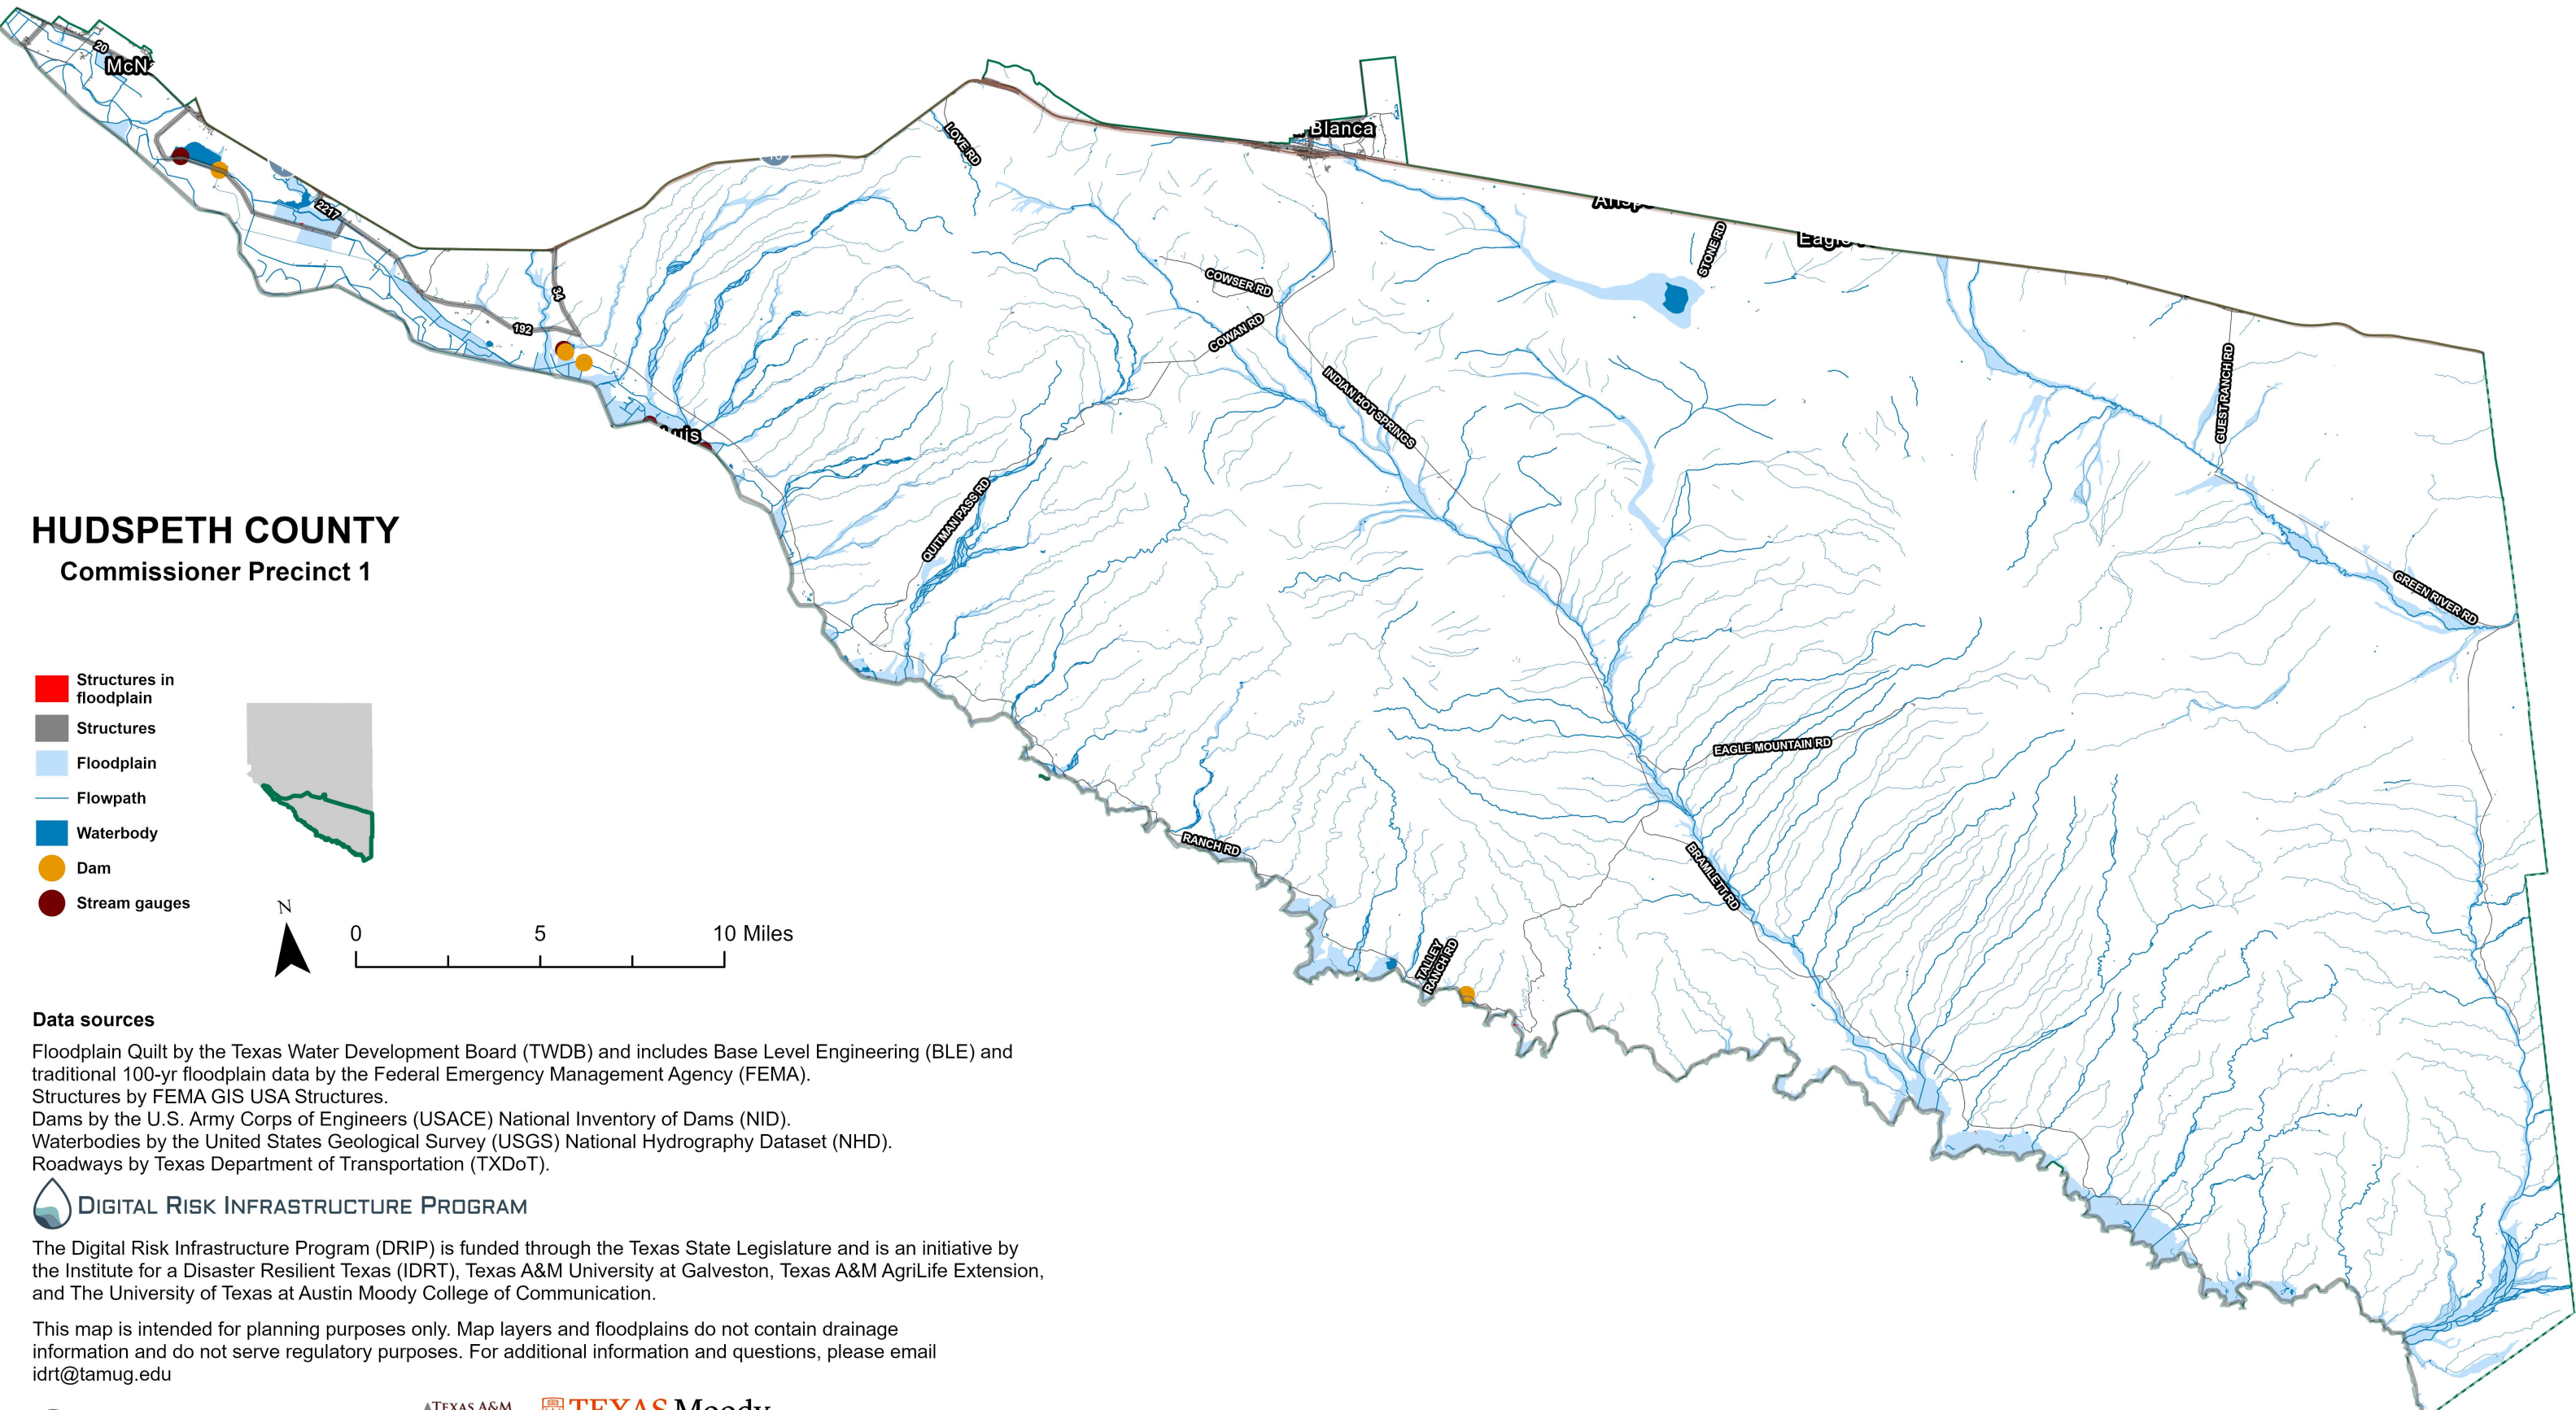 20
McN
LOVE RD
Blanca
2217
STONE RD
34
192
COWSER RD
COWAN RD
INDIAN HOT SPRINGS
GUEST RANCH RD
QUITMAN PASS RD
GREEN RIVER RD
EAGLE MOUNTAIN RD
RANCH RD
BRAMLETT RD
TALLEY
RANCH RD
HUDSPETH COUNTY
Commissioner Precinct 1
Structures in
floodplain
Structures
Floodplain
Flowpath
Waterbody
Dam
Stream gauges
N
0 5 10 Miles
Data sources
Floodplain Quilt by the Texas Water Development Board (TWDB) and includes Base Level Engineering (BLE) and
traditional 100-yr floodplain data by the Federal Emergency Management Agency (FEMA).
Structures by FEMA GIS USA Structures.
Dams by the U.S. Army Corps of Engineers (USACE) National Inventory of Dams (NID).
Waterbodies by the United States Geological Survey (USGS) National Hydrography Dataset (NHD).
Roadways by Texas Department of Transportation (TXDoT).
DIGITAL RISK INFRASTRUCTURE PROGRAM
The Digital Risk Infrastructure Program (DRIP) is funded through the Texas State Legislature and is an initiative by
the Institute for a Disaster Resilient Texas (IDRT), Texas A&M University at Galveston, Texas A&M AgriLife Extension,
and The University of Texas at Austin Moody College of Communication.
This map is intended for planning purposes only. Map layers and floodplains do not contain drainage
information and do not serve regulatory purposes. For additional information and questions, please email
idrt@tamug.edu
TEXAS A&M
TEXAS Moody